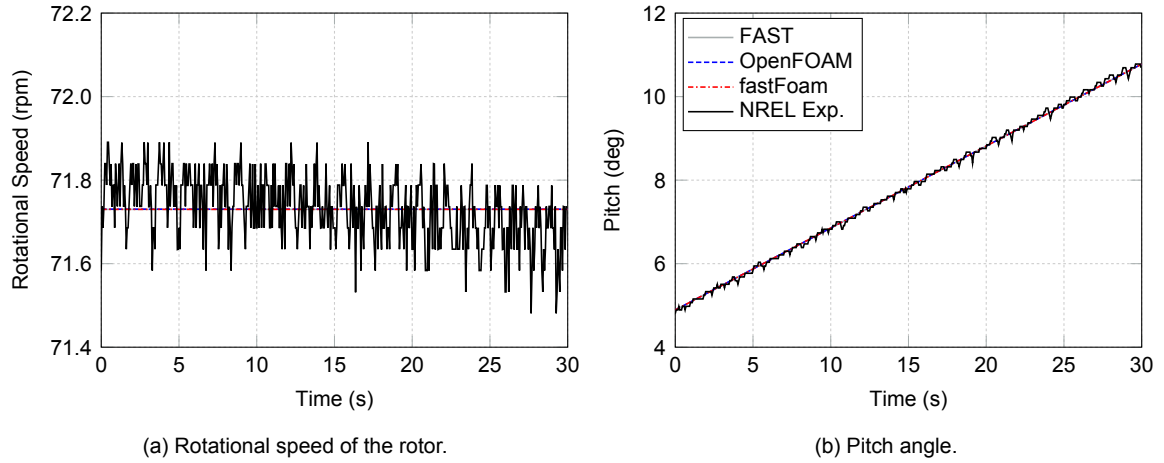 72.2
72.0
71.8
71.6
71.4
Rotational Speed (rpm)
0 5 10 15 20 25 30
Time (s)
(a) Rotational speed of the rotor.
12
10
8
6
4
Pitch (deg)
FAST
OpenFOAM
fastFoam
NREL Exp.
0 5 10 15 20 25 30
Time (s)
(b) Pitch angle.